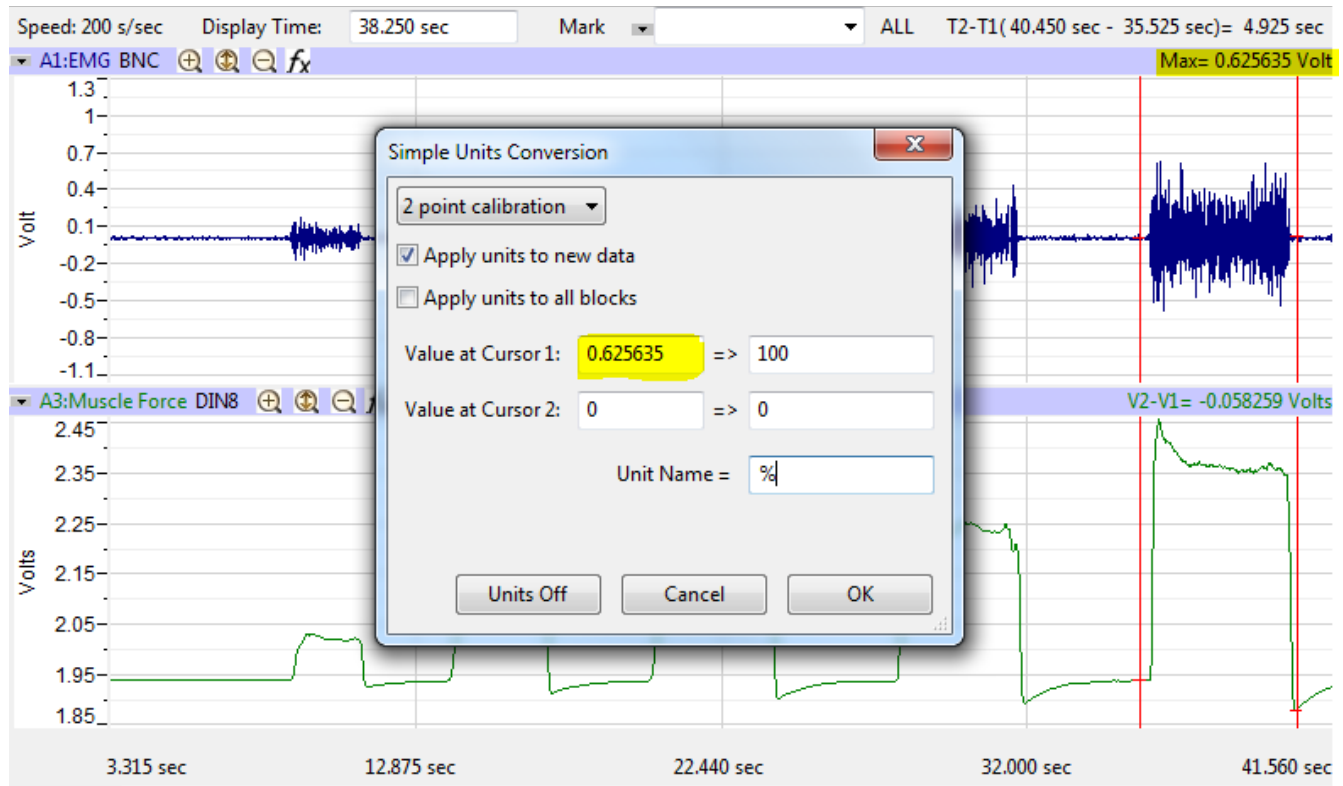 Speed: 200 s/sec Display Time: 38.250 sec Mark ALL T2-T1( 40.450 sec - 35.525 sec)= 4.925 sec
A1:EMG BNC fx Max= 0.625635 Volt
1.3
1
0.7
0.4
0.1
-0.2
-0.5
-0.8
-1.1
Volt
Simple Units Conversion
2 point calibration
Apply units to new data
Apply units to all blocks
Value at Cursor 1: 0.625635 => 100
Value at Cursor 2: 0 => 0
Unit Name = %
Units Off Cancel OK
A3:Muscle Force DIN8 V2-V1= -0.058259 Volts
2.45
2.35
2.25
2.15
2.05
1.95
1.85
Volts
3.315 sec 12.875 sec 22.440 sec 32.000 sec 41.560 sec